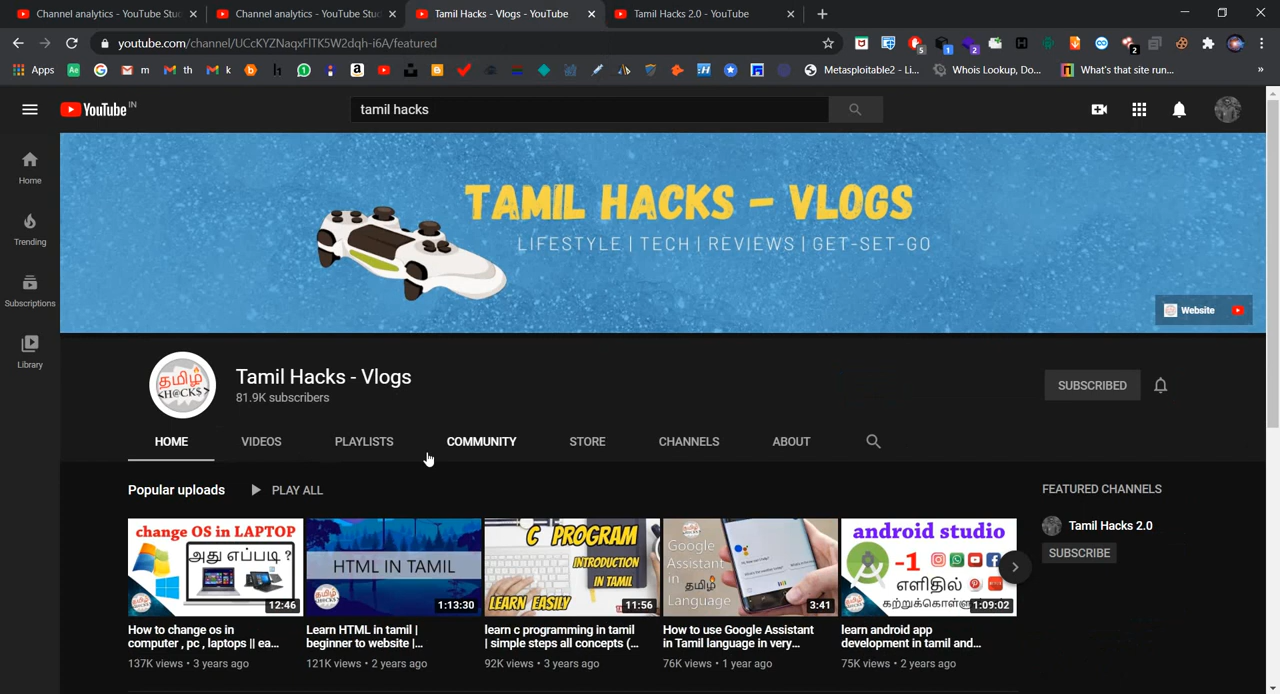 Channel analytics - YouTube Stu
Channel analytics - YouTube Stu
Tamil Hacks - Vlogs - YouTube
Tamil Hacks 2.0 - YouTube
youtube.com/channel/UCcKYZNaqxFITK5W2dqh-i6A/featured
5
1
2
2
Apps
m
th
k
Metasploitable2 - Li...
Whois Lookup, Do...
What's that site run...
YouTube IN
tamil hacks
Home
Trending
Subscriptions
Library
TAMIL HACKS - VLOGS
LIFESTYLE | TECH | REVIEWS | GET-SET-GO
Website
தமிழ்
<H@CK$>
Tamil Hacks - Vlogs
81.9K subscribers
SUBSCRIBED
HOME
VIDEOS
PLAYLISTS
COMMUNITY
STORE
CHANNELS
ABOUT
Popular uploads
PLAY ALL
change OS in LAPTOP
அது எப்படி ?
12:46
How to change os in
computer , pc , laptops || ea...
137K views • 3 years ago
HTML IN TAMIL
1:13:30
Learn HTML in tamil |
beginner to website |...
121K views • 2 years ago
C PROGRAM
INTRODUCTION
IN TAMIL
LEARN EASILY
11:56
learn c programming in tamil
| simple steps all concepts (...
92K views • 3 years ago
Google
Assistant
in
தமிழ்
Language
3:41
How to use Google Assistant
in Tamil language in very...
76K views • 1 year ago
android studio
-1
எளிதில்
கற்றுக்கொள்ள
1:09:02
learn android app
development in tamil and...
75K views • 2 years ago
FEATURED CHANNELS
Tamil Hacks 2.0
SUBSCRIBE